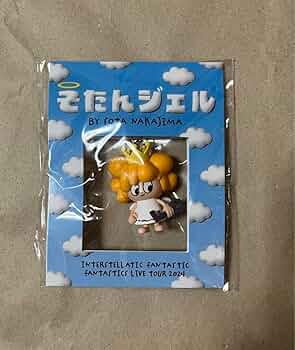 そたんジェル
BY SOTA NAKAJIMA
INTERSTELLATIC FANTASTIC
FANTASTICS LIVE TOUR 2024